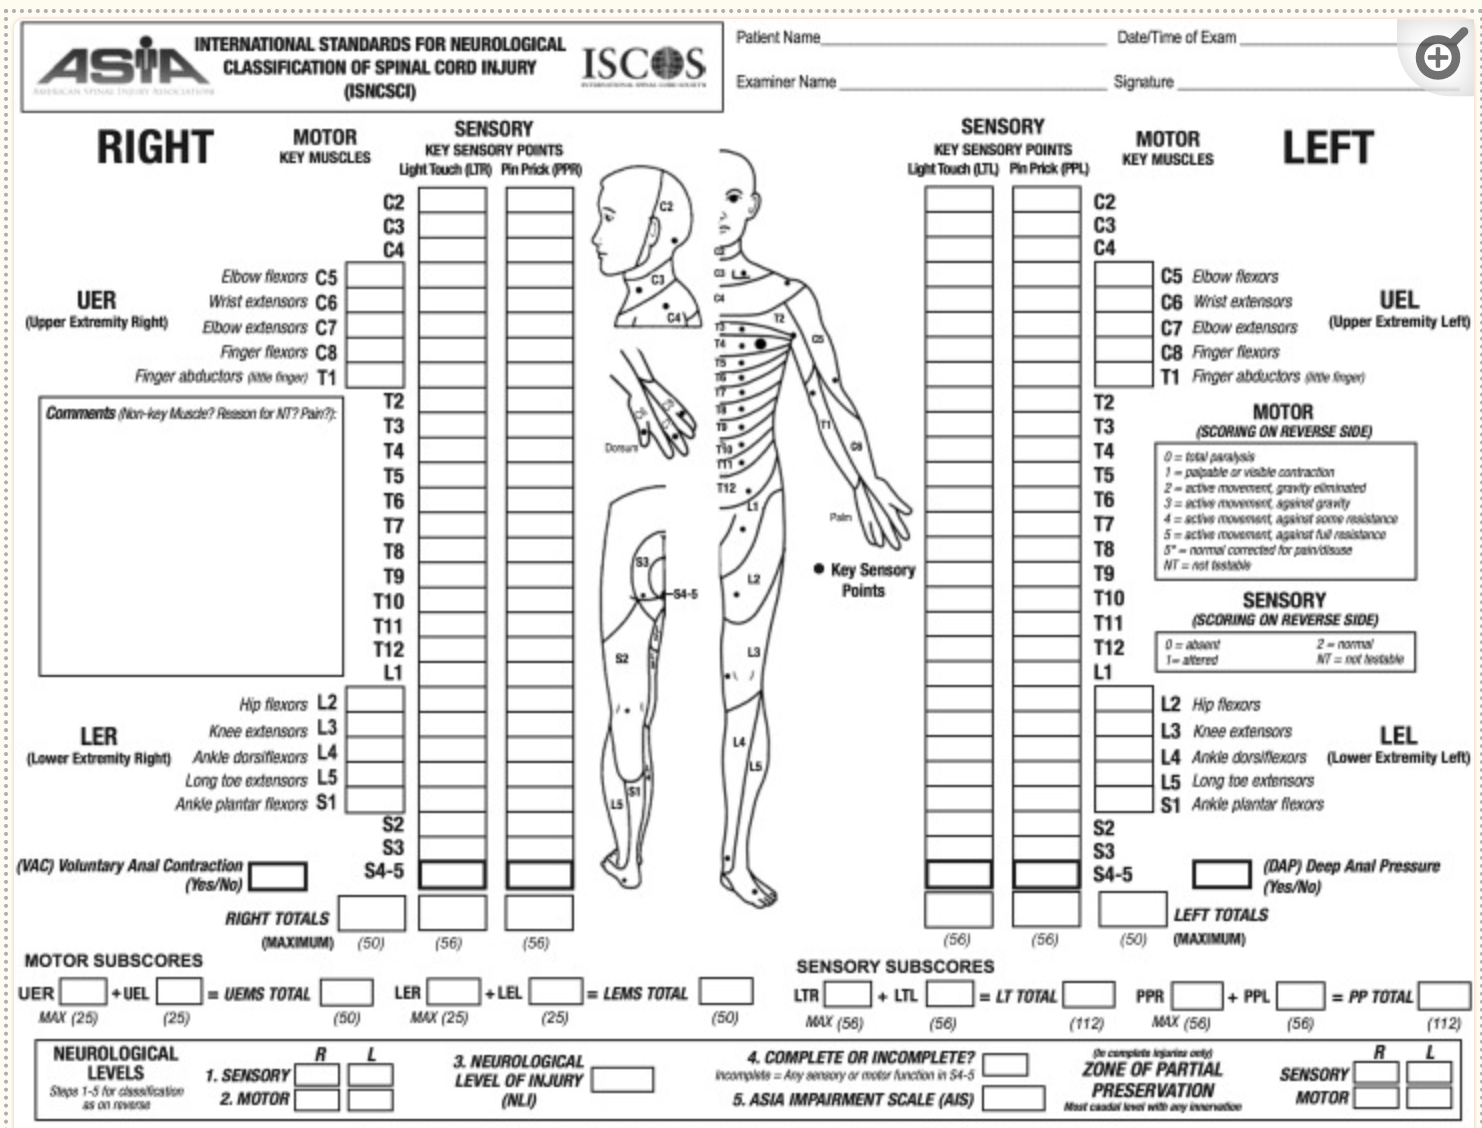 ASIA
AMERICAN SPINAL INJURY ASSOCIATION
INTERNATIONAL STANDARDS FOR NEUROLOGICAL
CLASSIFICATION OF SPINAL CORD INJURY
(ISNCSCI)
ISCOS
INTERNATIONAL SPINAL CORD SOCIETY
Patient Name Date/Time of Exam
Examiner Name Signature
RIGHT
MOTOR
KEY MUSCLES
SENSORY
KEY SENSORY POINTS
Light Touch (LTR) Pin Prick (PPR)
C2
C3
C4
UER
(Upper Extremity Right)
Elbow flexors C5
Wrist extensors C6
Elbow extensors C7
Finger flexors C8
Finger abductors (little finger) T1
Comments (Non-key Muscle? Reason for NT? Pain?):
T2
T3
T4
T5
T6
T7
T8
T9
T10
T11
T12
L1
LER
(Lower Extremity Right)
Hip flexors L2
Knee extensors L3
Ankle dorsiflexors L4
Long toe extensors L5
Ankle plantar flexors S1
S2
S3
S4-5
(VAC) Voluntary Anal Contraction
(Yes/No)
RIGHT TOTALS
(MAXIMUM) (50) (56) (56)
C2
C3
C4
Dorsum
S3
S4-5
S2
L5
S1
C3
C4
T2
T3
T4
T5
T6
T7
T8
T9
T10
T11
T12
C5
T1
C6
Palm
L1
L2
L3
L4
L5
Key Sensory
Points
SENSORY
KEY SENSORY POINTS
Light Touch (LTL) Pin Prick (PPL)
MOTOR
KEY MUSCLES
LEFT
C2
C3
C4
C5 Elbow flexors
C6 Wrist extensors
C7 Elbow extensors
C8 Finger flexors
T1 Finger abductors (little finger)
UEL
(Upper Extremity Left)
T2
T3
T4
T5
T6
T7
T8
T9
T10
T11
T12
L1
MOTOR
(SCORING ON REVERSE SIDE)
0 = total paralysis
1 = palpable or visible contraction
2 = active movement, gravity eliminated
3 = active movement, against gravity
4 = active movement, against some resistance
5 = active movement, against full resistance
5* = normal corrected for pain/disuse
NT = not testable
SENSORY
(SCORING ON REVERSE SIDE)
0 = absent 2 = normal
1= altered NT = not testable
L2 Hip flexors
L3 Knee extensors
L4 Ankle dorsiflexors
L5 Long toe extensors
S1 Ankle plantar flexors
LEL
(Lower Extremity Left)
S2
S3
S4-5
(DAP) Deep Anal Pressure
(Yes/No)
LEFT TOTALS
(56) (56) (50) (MAXIMUM)
MOTOR SUBSCORES
UER +UEL = UEMS TOTAL LER + LEL = LEMS TOTAL
MAX (25) (25) (50) MAX (25) (25) (50)
SENSORY SUBSCORES
LTR + LTL = LT TOTAL PPR + PPL = PP TOTAL
MAX (56) (56) (112) MAX (56) (56) (112)
NEUROLOGICAL
LEVELS
Steps 1-5 for classification
as on reverse
R L
1. SENSORY
2. MOTOR
3. NEUROLOGICAL
LEVEL OF INJURY
(NLI)
4. COMPLETE OR INCOMPLETE?
Incomplete = Any sensory or motor function in S4-5
5. ASIA IMPAIRMENT SCALE (AIS)
(In complete injuries only)
ZONE OF PARTIAL
PRESERVATION
Most caudal level with any innervation
R L
SENSORY
MOTOR